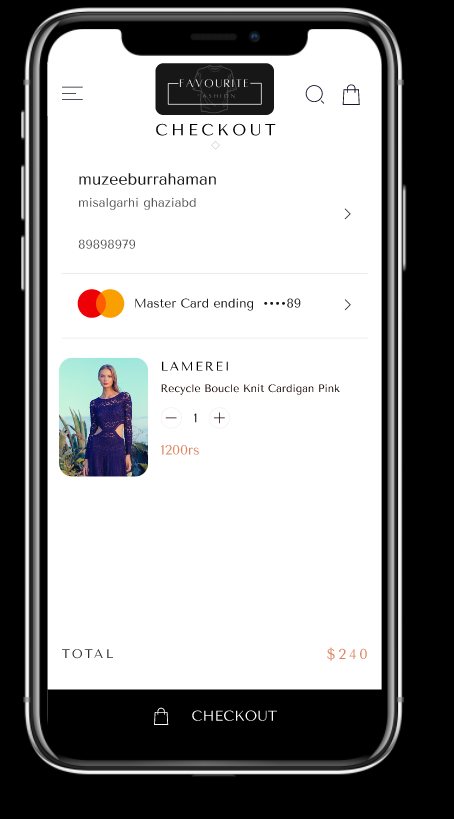 FAVOURITE
FASHION
CHECKOUT
muzeeburrahaman
misalgarhi ghaziabd
89898979
Master Card ending ••••89
LAMEREI
Recycle Boucle Knit Cardigan Pink
1
1200rs
TOTAL $240
CHECKOUT